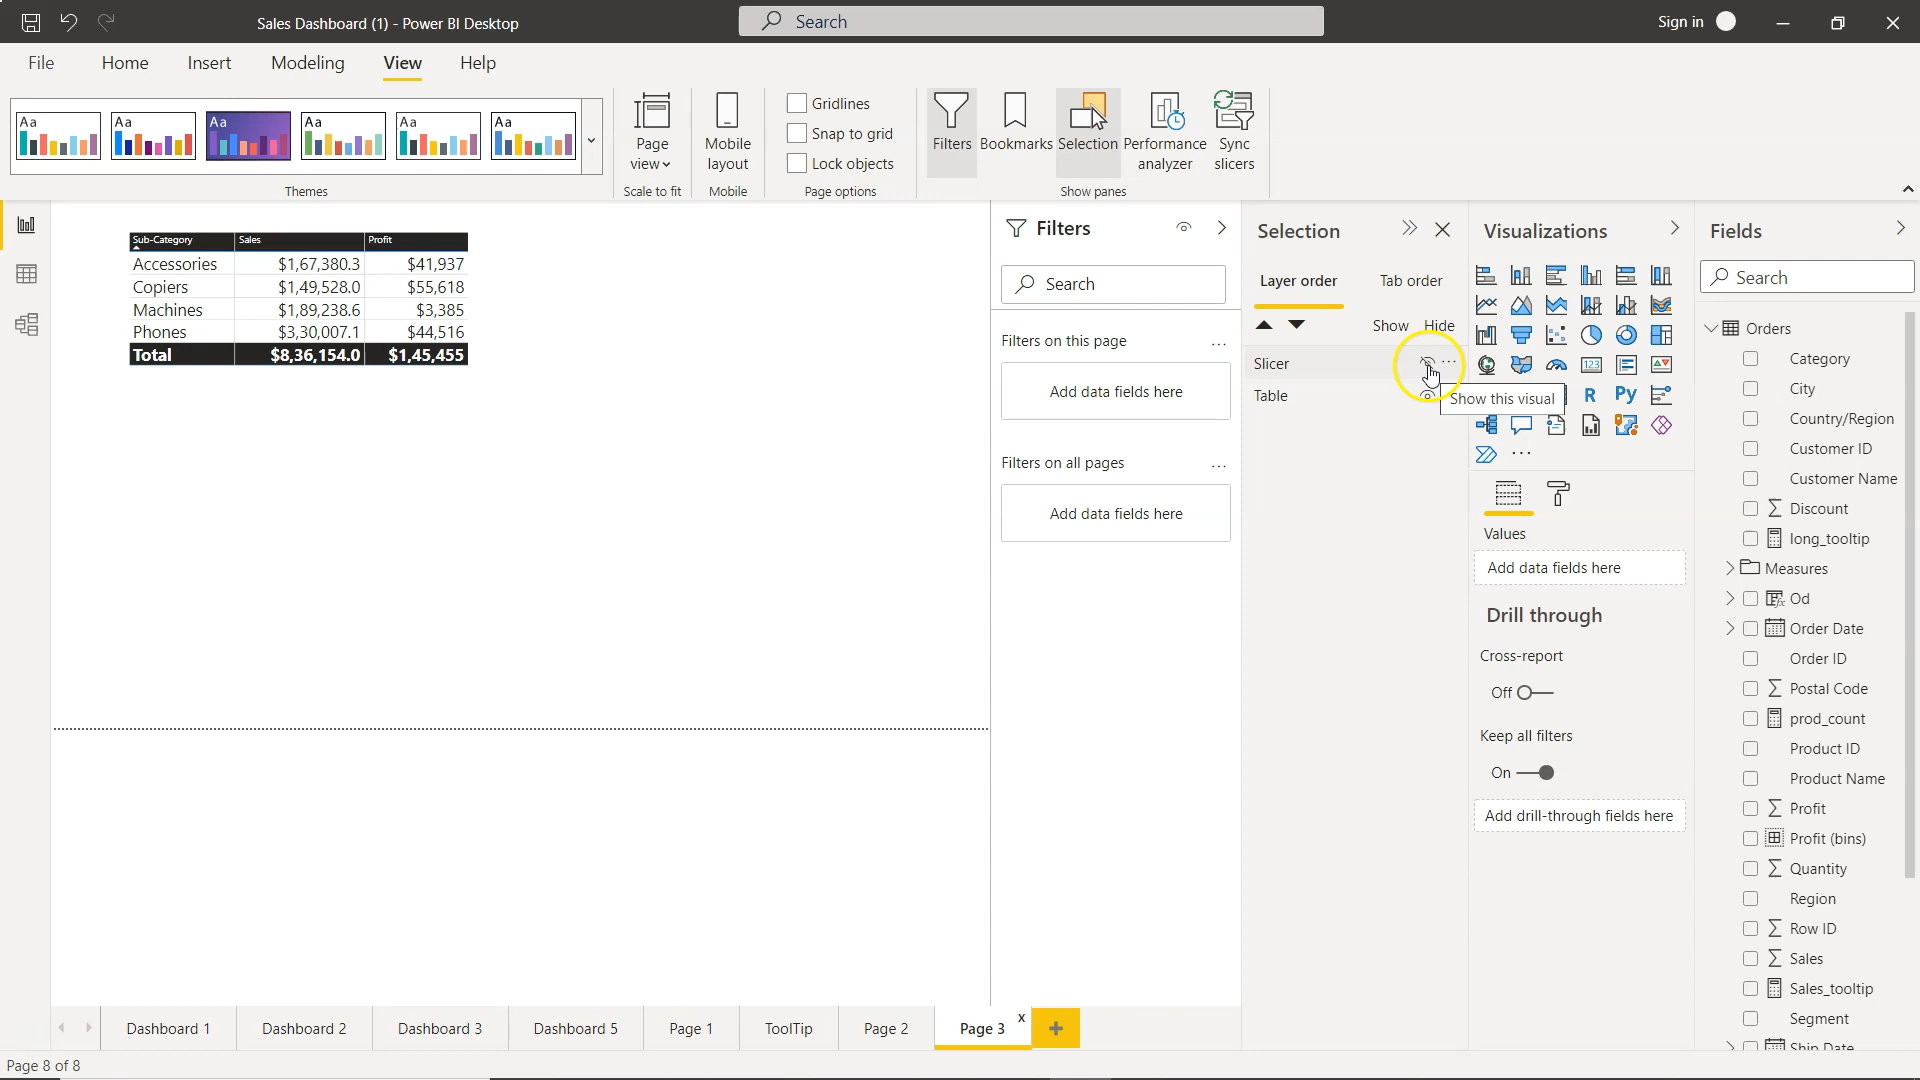 Sales Dashboard (1) - Power BI Desktop
Search
Sign in
File
Home
Insert
Modeling
View
Help
Aa
Aa
Aa
Aa
Aa
Aa
Themes
Page
view
Scale to fit
Mobile
layout
Mobile
Gridlines
Snap to grid
Lock objects
Page options
Filters
Bookmarks
Selection
Performance
analyzer
Sync
slicers
Show panes
Sub-Category Sales Profit
Accessories $1,67,380.3 $41,937
Copiers $1,49,528.0 $55,618
Machines $1,89,238.6 $3,385
Phones $3,30,007.1 $44,516
Total $8,36,154.0 $1,45,455
Filters
Search
Filters on this page ...
Add data fields here
Filters on all pages ...
Add data fields here
Selection
Layer order
Tab order
Show Hide
Slicer ...
Table
Show this visual
Visualizations
123
R
Py
...
Values
Add data fields here
Drill through
Cross-report
Off
Keep all filters
On
Add drill-through fields here
Fields
Search
Orders
Category
City
Country/Region
Customer ID
Customer Name
Discount
long_tooltip
Measures
Od
Order Date
Order ID
Postal Code
prod_count
Product ID
Product Name
Profit
Profit (bins)
Quantity
Region
Row ID
Sales
Sales_tooltip
Segment
Ship Date
Dashboard 1
Dashboard 2
Dashboard 3
Dashboard 5
Page 1
ToolTip
Page 2
Page 3
x
+
Page 8 of 8